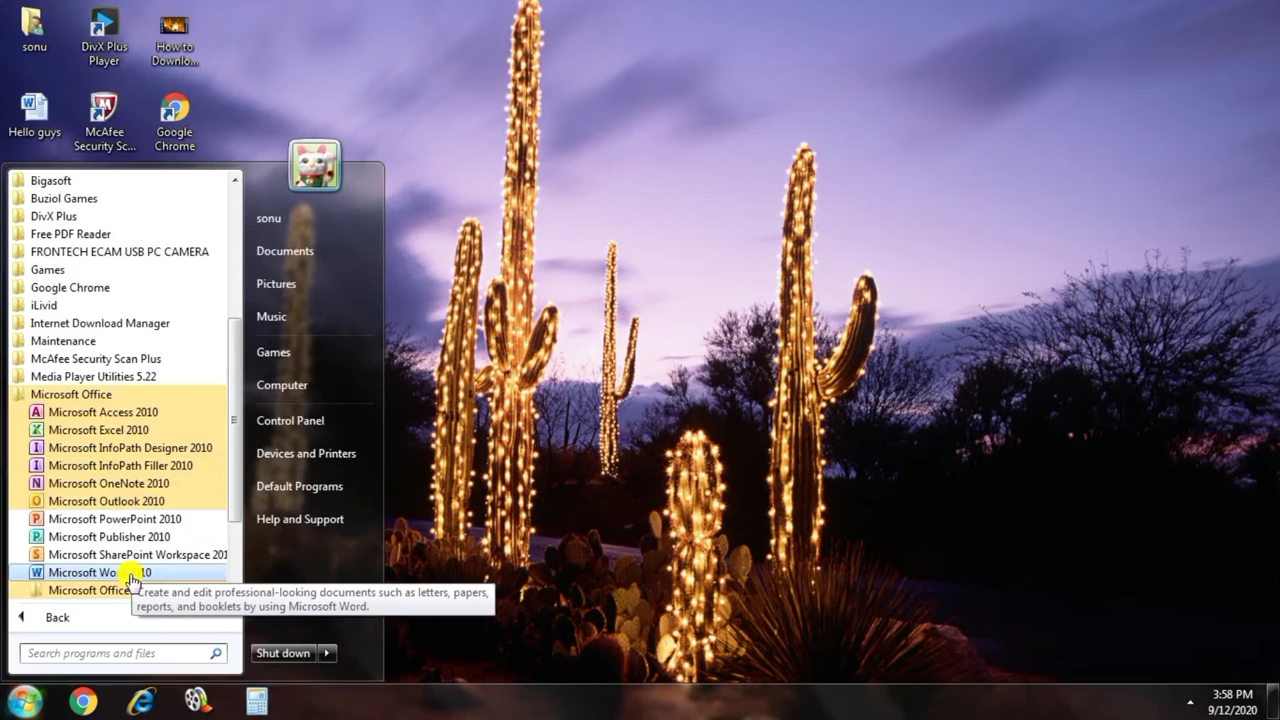 sonu
DivX Plus
Player
How to
Downlo...
Hello guys
McAfee
Security Sc...
Google
Chrome
Bigasoft
Buziol Games
DivX Plus
Free PDF Reader
FRONTECH ECAM USB PC CAMERA
Games
Google Chrome
iLivid
Internet Download Manager
Maintenance
McAfee Security Scan Plus
Media Player Utilities 5.22
Microsoft Office
Microsoft Access 2010
Microsoft Excel 2010
Microsoft InfoPath Designer 2010
Microsoft InfoPath Filler 2010
Microsoft OneNote 2010
Microsoft Outlook 2010
Microsoft PowerPoint 2010
Microsoft Publisher 2010
Microsoft SharePoint Workspace 201
Microsoft Wo 10
Microsoft Office
Create and edit professional-looking documents such as letters, papers,
reports, and booklets by using Microsoft Word.
Back
Search programs and files
sonu
Documents
Pictures
Music
Games
Computer
Control Panel
Devices and Printers
Default Programs
Help and Support
Shut down
3:58 PM
9/12/2020